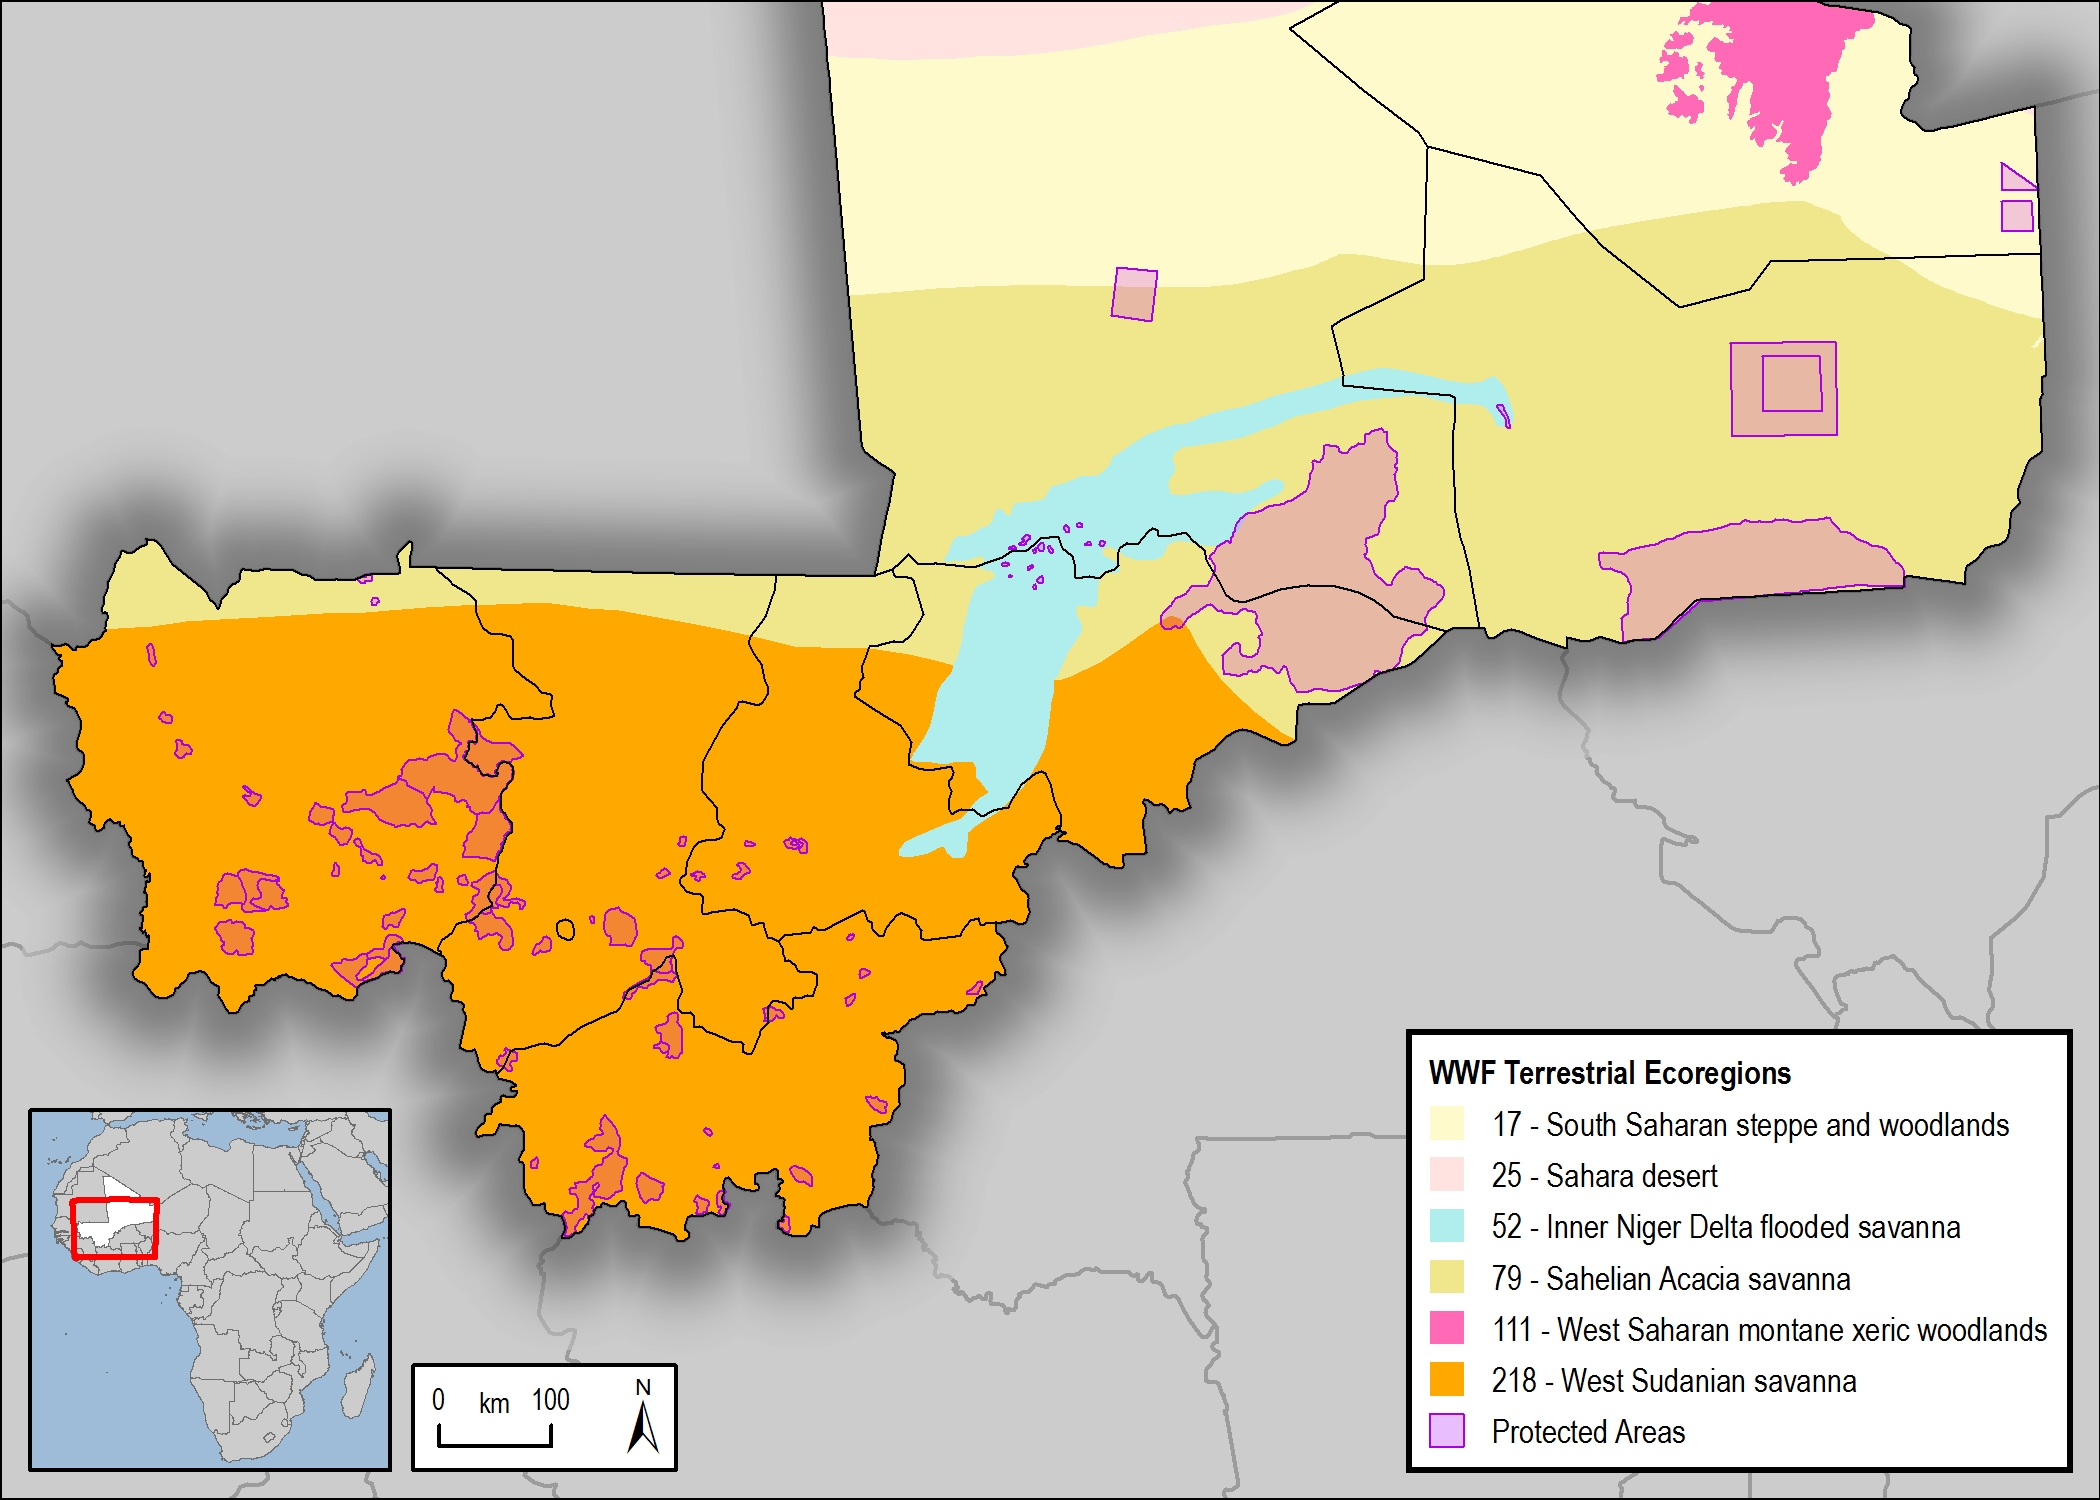 WWF Terrestrial Ecoregions
17 - South Saharan steppe and woodlands
25 - Sahara desert
52 - Inner Niger Delta flooded savanna
79 - Sahelian Acacia savanna
111 - West Saharan montane xeric woodlands
218 - West Sudanian savanna
Protected Areas
0 km 100
N